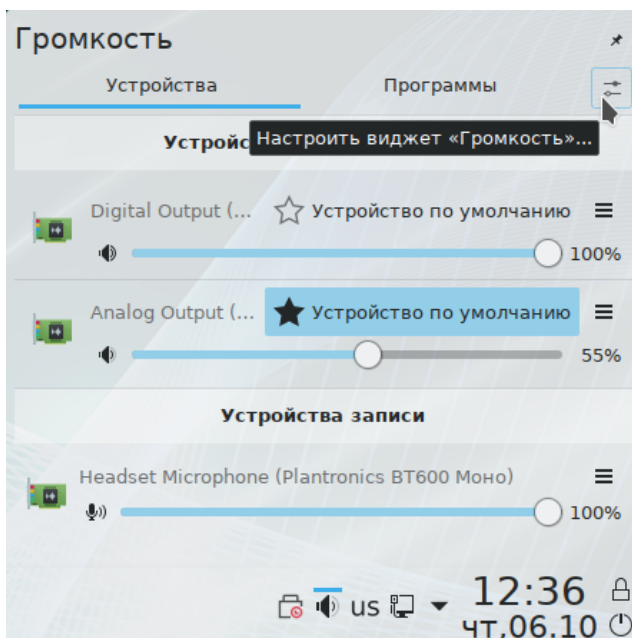 Громкость
Устройства Программы
Устройс
Настроить виджет «Громкость»...
Digital Output (... Устройство по умолчанию
100%
Analog Output (... Устройство по умолчанию
55%
Устройства записи
Headset Microphone (Plantronics BT600 Моно)
100%
us 12:36
чт,06.10